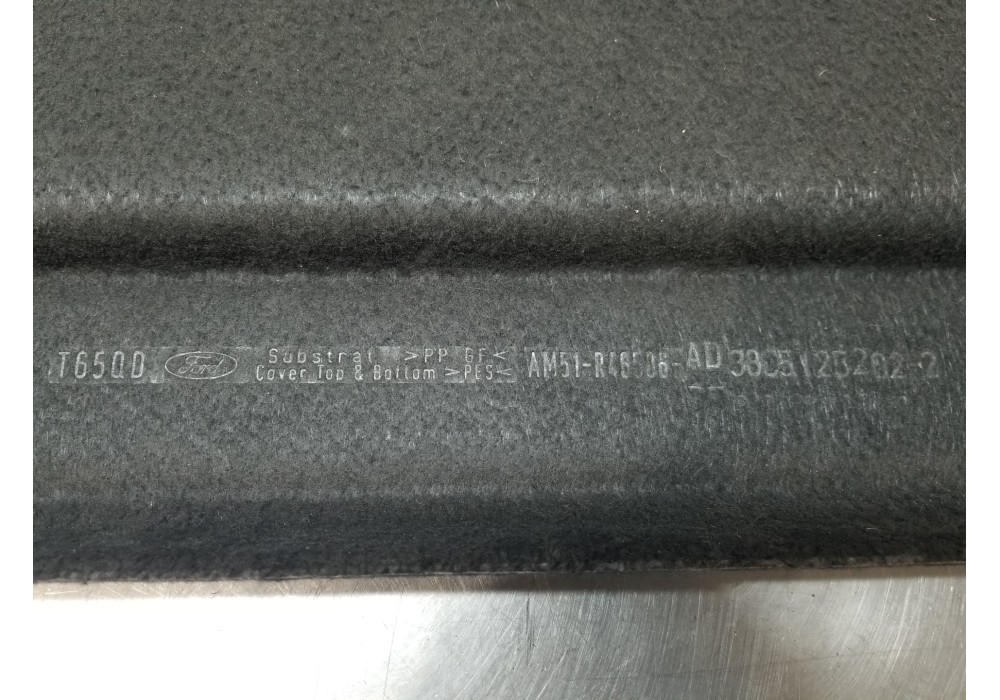 T65QD Ford Substrat >PP GF<
Cover Top & Bottom >PES<
AM51-R46506-AD